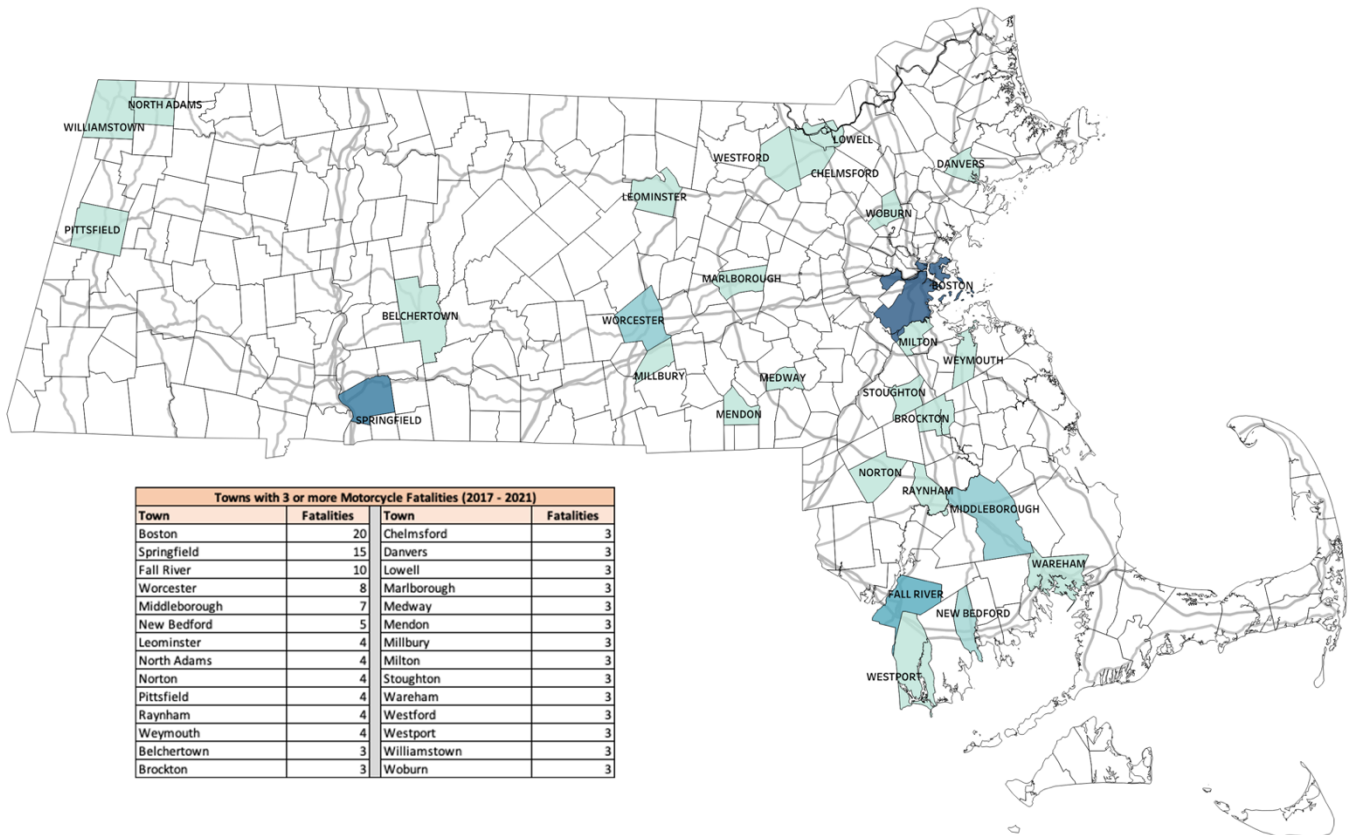 NORTH ADAMS
WILLIAMSTOWN
LOWELL
WESTFORD
DANVERS
CHELMSFORD
LEOMINSTER
WOBURN
PITTSFIELD
MARLBOROUGH
BOSTON
BELCHERTOWN
WORCESTER
MILTON
WEYMOUTH
MILLBURY
MEDWAY
STOUGHTON
MENDON
BROCKTON
SPRINGFIELD
NORTON
RAYNHAM
MIDDLEBOROUGH
WAREHAM
FALL RIVER
NEW BEDFORD
WESTPORT
Towns with 3 or more Motorcycle Fatalities (2017 - 2021)
Town Fatalities Town Fatalities
Boston 20 Chelmsford 3
Springfield 15 Danvers 3
Fall River 10 Lowell 3
Worcester 8 Marlborough 3
Middleborough 7 Medway 3
New Bedford 5 Mendon 3
Leominster 4 Millbury 3
North Adams 4 Milton 3
Norton 4 Stoughton 3
Pittsfield 4 Wareham 3
Raynham 4 Westford 3
Weymouth 4 Westport 3
Belchertown 3 Williamstown 3
Brockton 3 Woburn 3